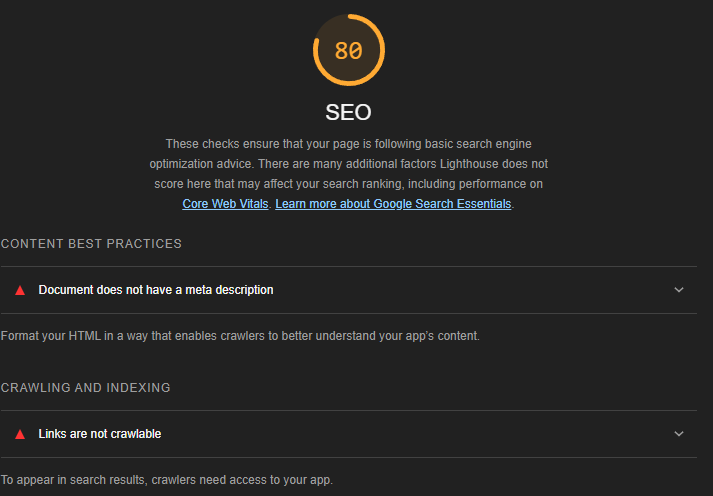 80
SEO
These checks ensure that your page is following basic search engine
optimization advice. There are many additional factors Lighthouse does not
score here that may affect your search ranking, including performance on
Core Web Vitals. Learn more about Google Search Essentials.
CONTENT BEST PRACTICES
Document does not have a meta description
Format your HTML in a way that enables crawlers to better understand your app's content.
CRAWLING AND INDEXING
Links are not crawlable
To appear in search results, crawlers need access to your app.